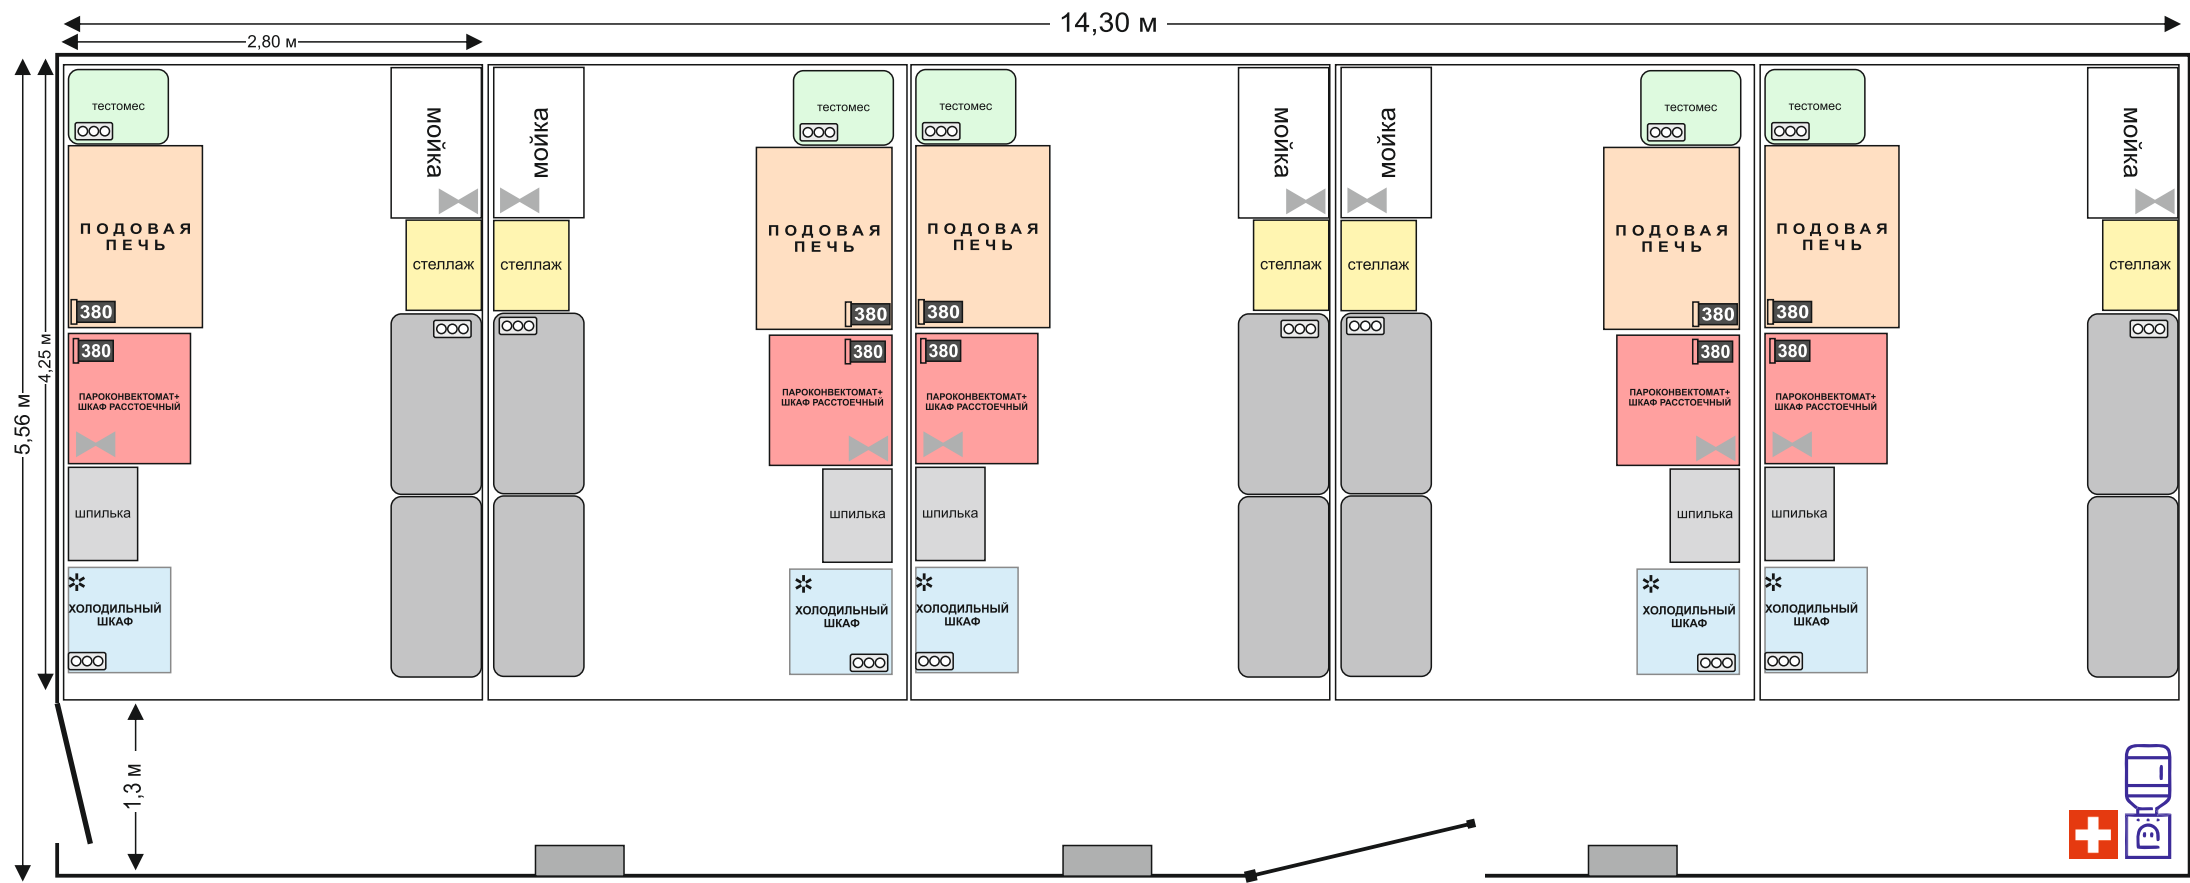 14,30 м
2,80 м
5,56 м
4,25 м
1,3 м
тестомес
мойка
мойка
тестомес
тестомес
мойка
мойка
тестомес
тестомес
мойка
ПОДОВАЯ
ПЕЧЬ
380
стеллаж
стеллаж
ПОДОВАЯ
ПЕЧЬ
380
ПОДОВАЯ
ПЕЧЬ
380
стеллаж
стеллаж
ПОДОВАЯ
ПЕЧЬ
380
ПОДОВАЯ
ПЕЧЬ
380
стеллаж
380
ПАРОКОНВЕКТОМАТ+
ШКАФ РАССТОЕЧНЫЙ
380
ПАРОКОНВЕКТОМАТ+
ШКАФ РАССТОЕЧНЫЙ
380
ПАРОКОНВЕКТОМАТ+
ШКАФ РАССТОЕЧНЫЙ
380
ПАРОКОНВЕКТОМАТ+
ШКАФ РАССТОЕЧНЫЙ
380
ПАРОКОНВЕКТОМАТ+
ШКАФ РАССТОЕЧНЫЙ
шпилька
шпилька
шпилька
шпилька
шпилька
ХОЛОДИЛЬНЫЙ
ШКАФ
ХОЛОДИЛЬНЫЙ
ШКАФ
ХОЛОДИЛЬНЫЙ
ШКАФ
ХОЛОДИЛЬНЫЙ
ШКАФ
ХОЛОДИЛЬНЫЙ
ШКАФ